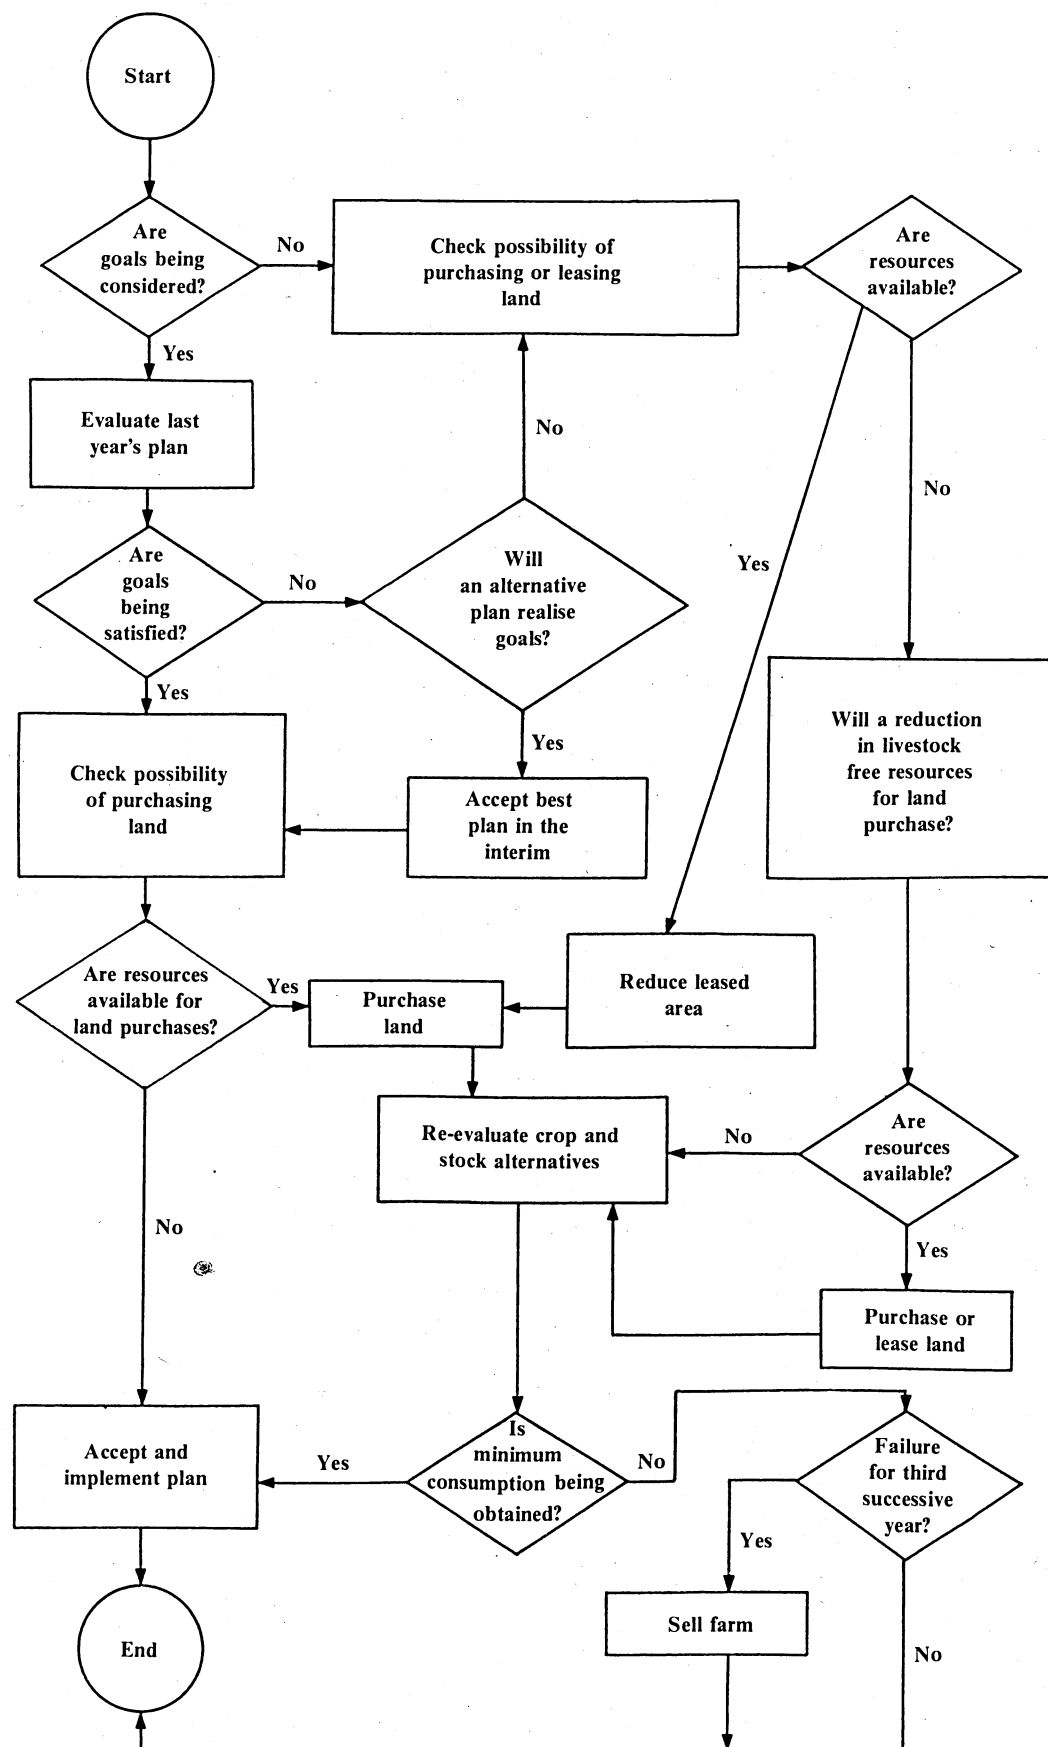 Start
Are
goals being
considered?
No
Check possibility of
purchasing or leasing
land
Are
resources
available?
Yes
Evaluate last
year's plan
No
No
Are
goals
being
satisfied?
No
Will
an alternative
plan realise
goals?
Yes
Yes
Yes
Check possibility
of purchasing
land
Accept best
plan in the
interim
Will a reduction
in livestock
free resources
for land
purchase?
Are resources
available for
land purchases?
Yes
Purchase
land
Reduce leased
area
Re-evaluate crop and
stock alternatives
No
Are
resources
available?
No
Yes
Purchase or
lease land
Accept and
implement plan
Yes
Is
minimum
consumption being
obtained?
No
Failure
for third
successive
year?
Yes
Sell farm
No
End